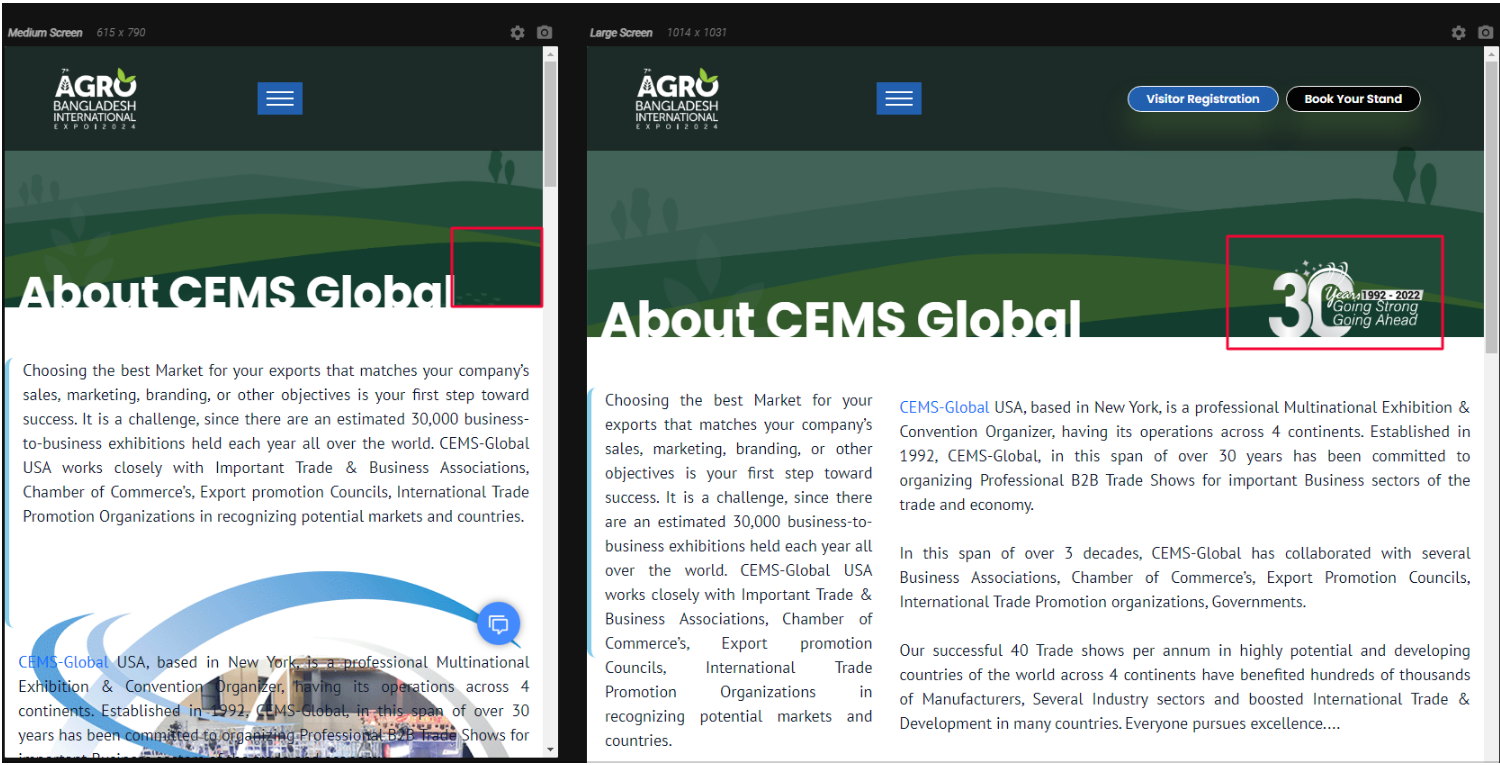 Medium Screen 615 x 790
7th
AGRO
BANGLADESH
INTERNATIONAL
EXPO 2024
About CEMS Global
Choosing the best Market for your exports that matches your company's
sales, marketing, branding, or other objectives is your first step toward
success. It is a challenge, since there are an estimated 30,000 business-
to-business exhibitions held each year all over the world. CEMS-Global
USA works closely with Important Trade & Business Associations,
Chamber of Commerce's, Export promotion Councils, International Trade
Promotion Organizations in recognizing potential markets and countries.
CEMS-Global USA, based in New York, is a professional Multinational
Exhibition & Convention Organizer, having its operations across 4
continents. Established in 1992, CEMS-Global, in this span of over 30
years has been committed to organizing Professional B2B Trade Shows for
Large Screen 1014 x 1031
7th
AGRO
BANGLADESH
INTERNATIONAL
EXPO 2024
Visitor Registration
Book Your Stand
About CEMS Global
30 Years 1992 - 2022
Going Strong
Going Ahead
Choosing the best Market for your
exports that matches your company's
sales, marketing, branding, or other
objectives is your first step toward
success. It is a challenge, since there
are an estimated 30,000 business-to-
business exhibitions held each year all
over the world. CEMS-Global USA
works closely with Important Trade &
Business Associations, Chamber of
Commerce's, Export promotion
Councils, International Trade
Promotion Organizations in
recognizing potential markets and
countries.
CEMS-Global USA, based in New York, is a professional Multinational Exhibition &
Convention Organizer, having its operations across 4 continents. Established in
1992, CEMS-Global, in this span of over 30 years has been committed to
organizing Professional B2B Trade Shows for important Business sectors of the
trade and economy.
In this span of over 3 decades, CEMS-Global has collaborated with several
Business Associations, Chamber of Commerce's, Export Promotion Councils,
International Trade Promotion organizations, Governments.
Our successful 40 Trade shows per annum in highly potential and developing
countries of the world across 4 continents have benefited hundreds of thousands
of Manufacturers, Several Industry sectors and boosted International Trade &
Development in many countries. Everyone pursues excellence....